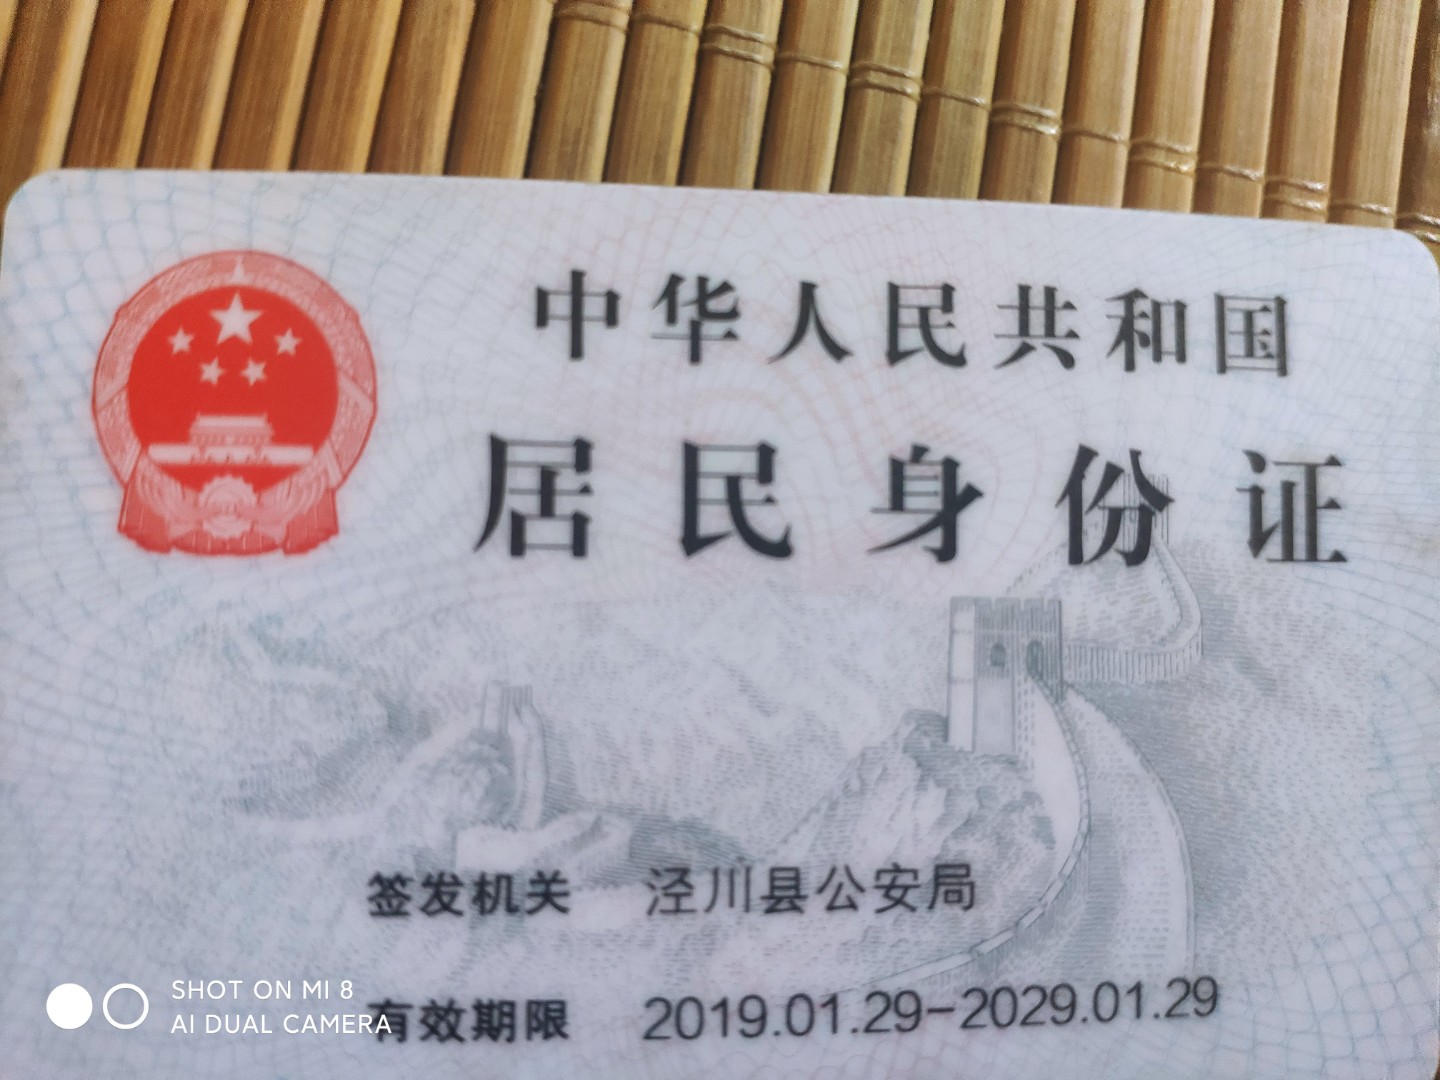 中华人民共和国
居民身份证
签发机关 泾川县公安局
有效期限 2019.01.29-2029.01.29
SHOT ON MI 8
AI DUAL CAMERA